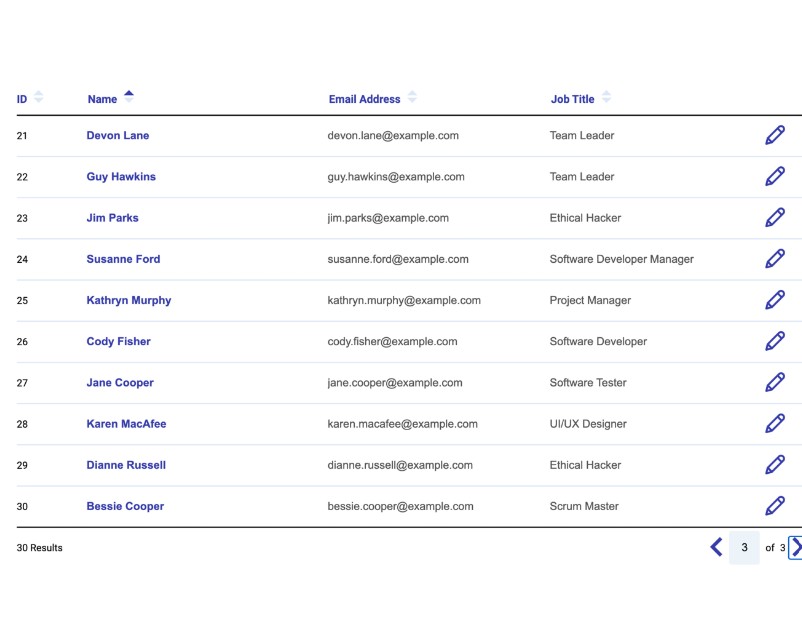 ID Name Email Address Job Title
21 Devon Lane devon.lane@example.com Team Leader
22 Guy Hawkins guy.hawkins@example.com Team Leader
23 Jim Parks jim.parks@example.com Ethical Hacker
24 Susanne Ford susanne.ford@example.com Software Developer Manager
25 Kathryn Murphy kathryn.murphy@example.com Project Manager
26 Cody Fisher cody.fisher@example.com Software Developer
27 Jane Cooper jane.cooper@example.com Software Tester
28 Karen MacAfee karen.macafee@example.com UI/UX Designer
29 Dianne Russell dianne.russell@example.com Ethical Hacker
30 Bessie Cooper bessie.cooper@example.com Scrum Master
30 Results 3 of 3